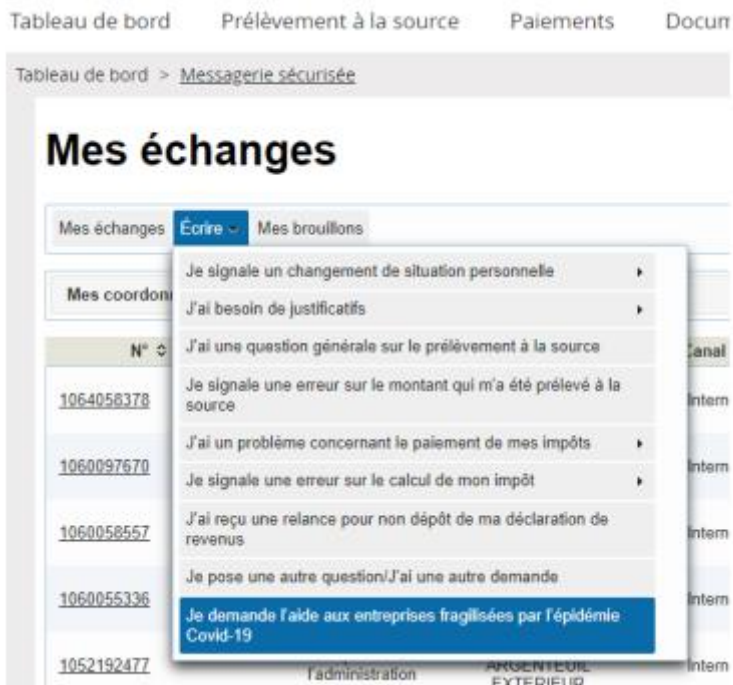 Tableau de bord Prélèvement à la source Paiements Docum
Tableau de bord > Messagerie sécurisée
Mes échanges
Mes échanges Écrire Mes brouillons
Je signale un changement de situation personnelle
Mes coordon
J'ai besoin de justificatifs
N° J'ai une question générale sur le prélèvement à la source Canal
Je signale une erreur sur le montant qui m'a été prélevé à la
1064058378 source Intern
J'ai un problème concernant le paiement de mes impôts
1060097670 Intern
Je signale une erreur sur le calcul de mon impôt
J'ai reçu une relance pour non dépôt de ma déclaration de
1060058557 revenus Intern
Je pose une autre question/J'ai une autre demande
1060055336 Intern
Je demande l'aide aux entreprises fragilisées par l'épidémie
Covid-19
1052192477 l'administration ARGENTEUIL Intern
EXTERIEUR